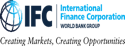 IFC
International
Finance Corporation
WORLD BANK GROUP
Creating Markets, Creating Opportunities